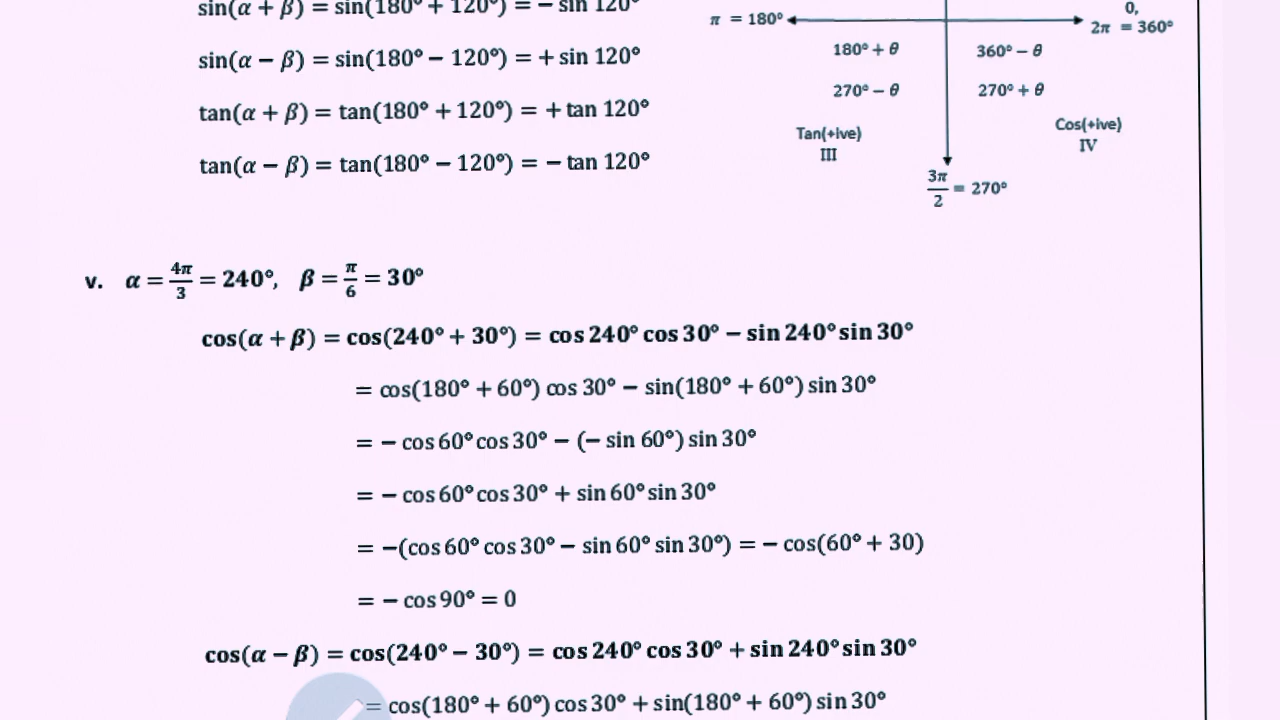 sin(α + β) = sin(180° + 120°) = − sin 120°
sin(α − β) = sin(180° − 120°) = + sin 120°
tan(α + β) = tan(180° + 120°) = + tan 120°
tan(α − β) = tan(180° − 120°) = − tan 120°
π = 180°
0,
2π = 360°
180° + θ
360° − θ
270° − θ
270° + θ
Tan(+ive)
III
Cos(+ive)
IV
3π/2 = 270°
v. α = 4π/3 = 240°, β = π/6 = 30°
cos(α + β) = cos(240° + 30°) = cos 240° cos 30° − sin 240° sin 30°
= cos(180° + 60°) cos 30° − sin(180° + 60°) sin 30°
= − cos 60° cos 30° − (− sin 60°) sin 30°
= − cos 60° cos 30° + sin 60° sin 30°
= −(cos 60° cos 30° − sin 60° sin 30°) = − cos(60° + 30)
= − cos 90° = 0
cos(α − β) = cos(240° − 30°) = cos 240° cos 30° + sin 240° sin 30°
= cos(180° + 60°) cos 30° + sin(180° + 60°) sin 30°